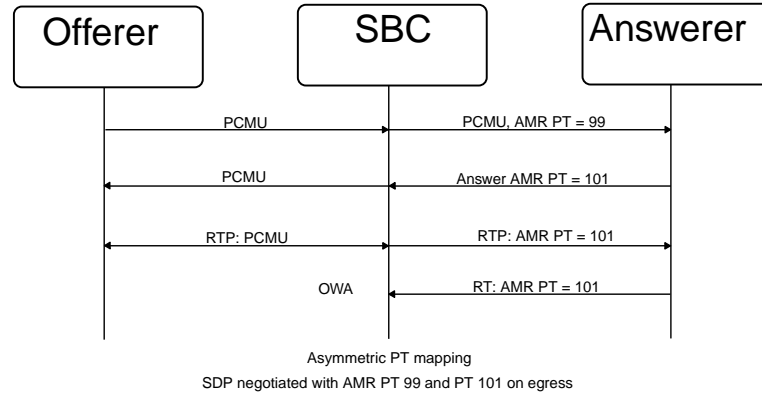 Offerer SBC Answerer
PCMU PCMU, AMR PT = 99
PCMU Answer AMR PT = 101
RTP: PCMU RTP: AMR PT = 101
OWA RT: AMR PT = 101
Asymmetric PT mapping
SDP negotiated with AMR PT 99 and PT 101 on egress